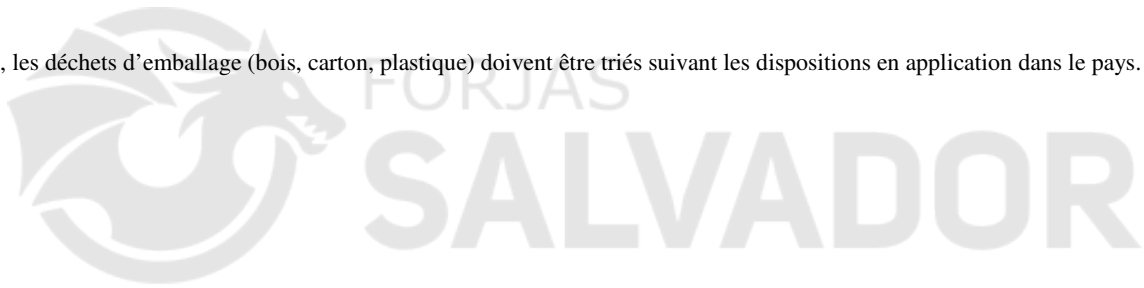 , les déchets d’emballage (bois, carton, plastique) doivent être triés suivant les dispositions en application dans le pays.
FORJAS
SALVADOR